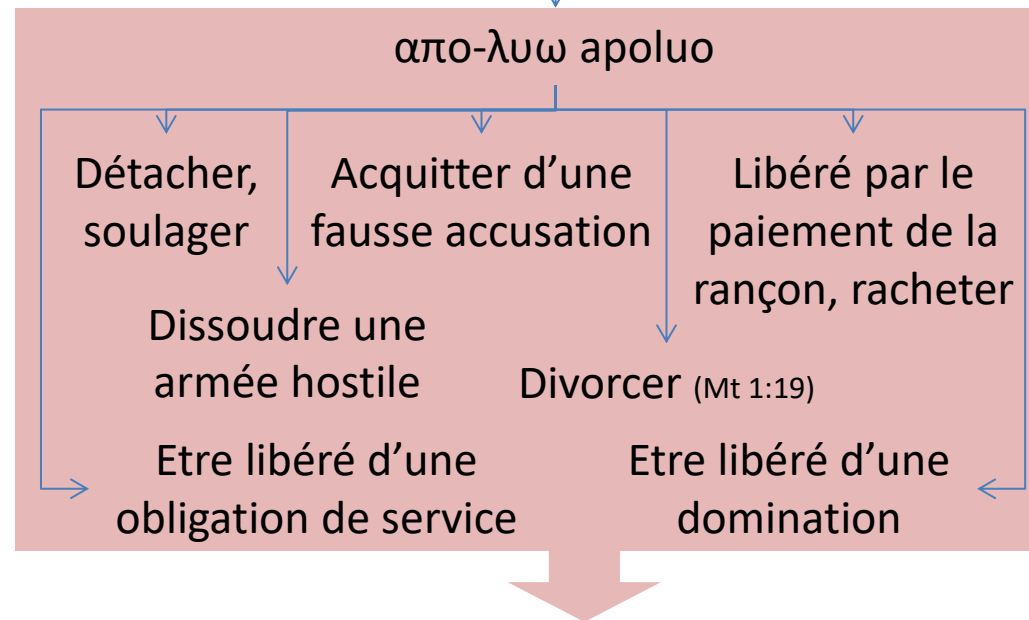 απο-λυω apoluo
Détacher,
soulager
Acquitter d’une
fausse accusation
Libéré par le
paiement de la
rançon, racheter
Dissoudre une
armée hostile
Divorcer (Mt 1:19)
Etre libéré d’une
obligation de service
Etre libéré d’une
domination